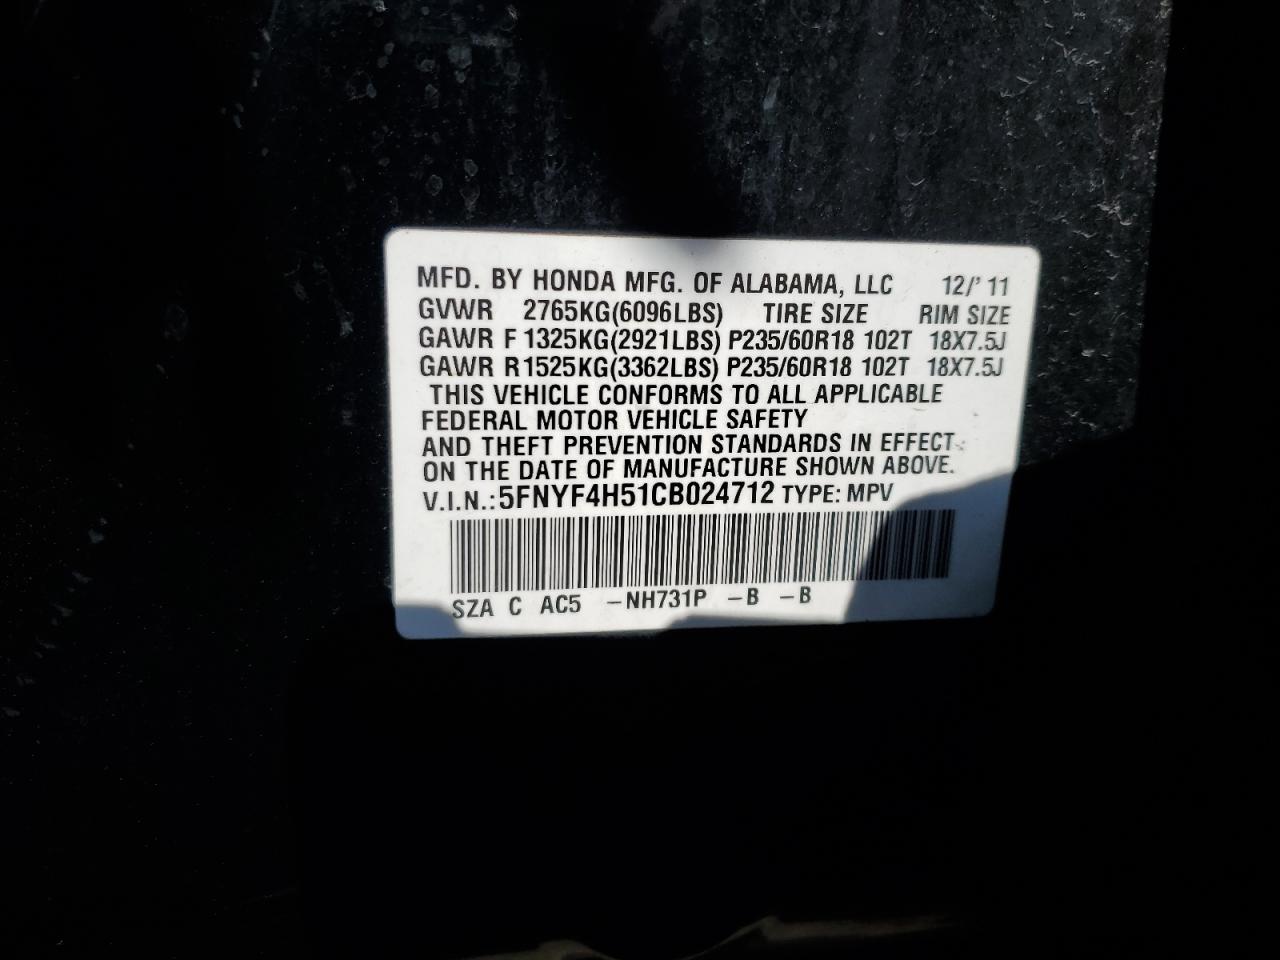 MFD. BY HONDA MFG. OF ALABAMA, LLC 12/'11
GVWR 2765KG(6096LBS) TIRE SIZE RIM SIZE
GAWR F 1325KG(2921LBS) P235/60R18 102T 18X7.5J
GAWR R 1525KG(3362LBS) P235/60R18 102T 18X7.5J
THIS VEHICLE CONFORMS TO ALL APPLICABLE
FEDERAL MOTOR VEHICLE SAFETY
AND THEFT PREVENTION STANDARDS IN EFFECT
ON THE DATE OF MANUFACTURE SHOWN ABOVE.
V.I.N.: 5FNYF4H51CB024712 TYPE: MPV
SZA C AC5 -NH731P -B -B